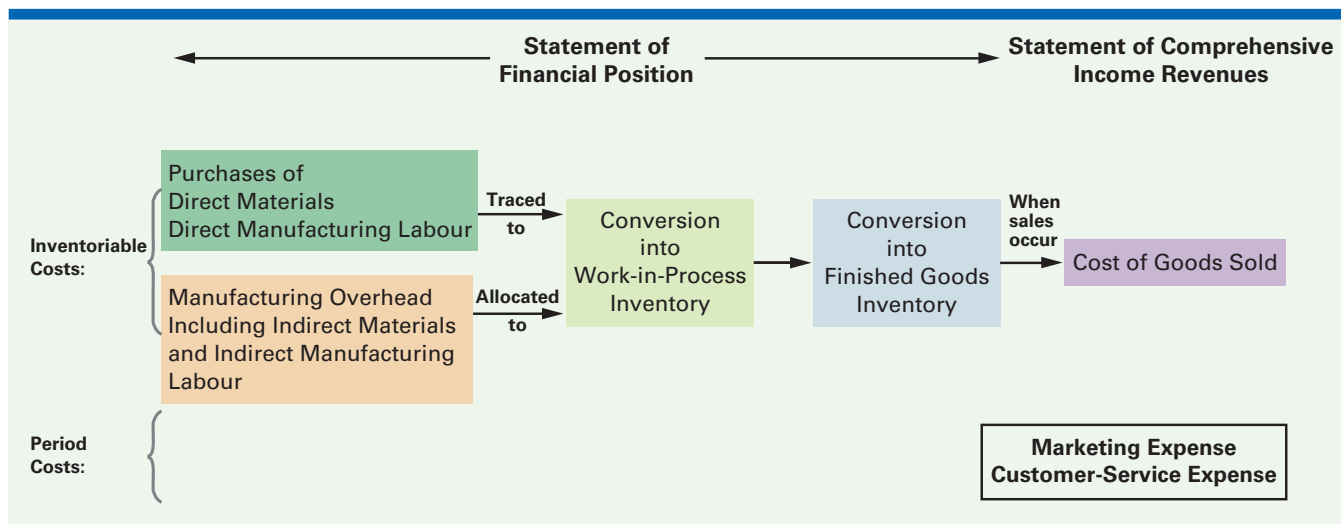 Statement of
Financial Position
Statement of Comprehensive
Income Revenues
Inventoriable
Costs:
Purchases of
Direct Materials
Direct Manufacturing Labour
Traced
to
Manufacturing Overhead
Including Indirect Materials
and Indirect Manufacturing
Labour
Allocated
to
Conversion
into
Work-in-Process
Inventory
Conversion
into
Finished Goods
Inventory
When
sales
occur
Cost of Goods Sold
Period
Costs:
Marketing Expense
Customer-Service Expense